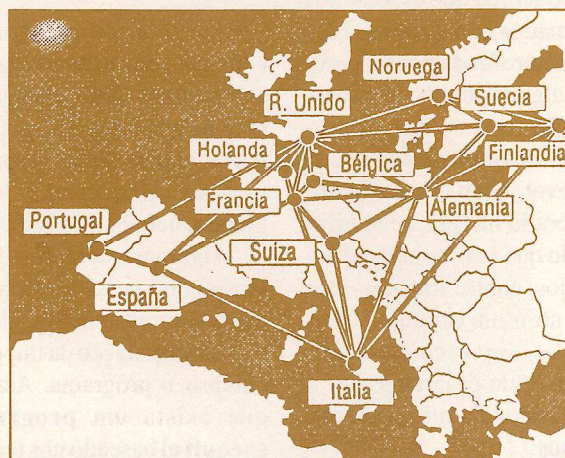 Noruega
Suecia
R. Unido
Holanda
Bélgica
Finlandia
Francia
Alemania
Portugal
Suiza
España
Italia